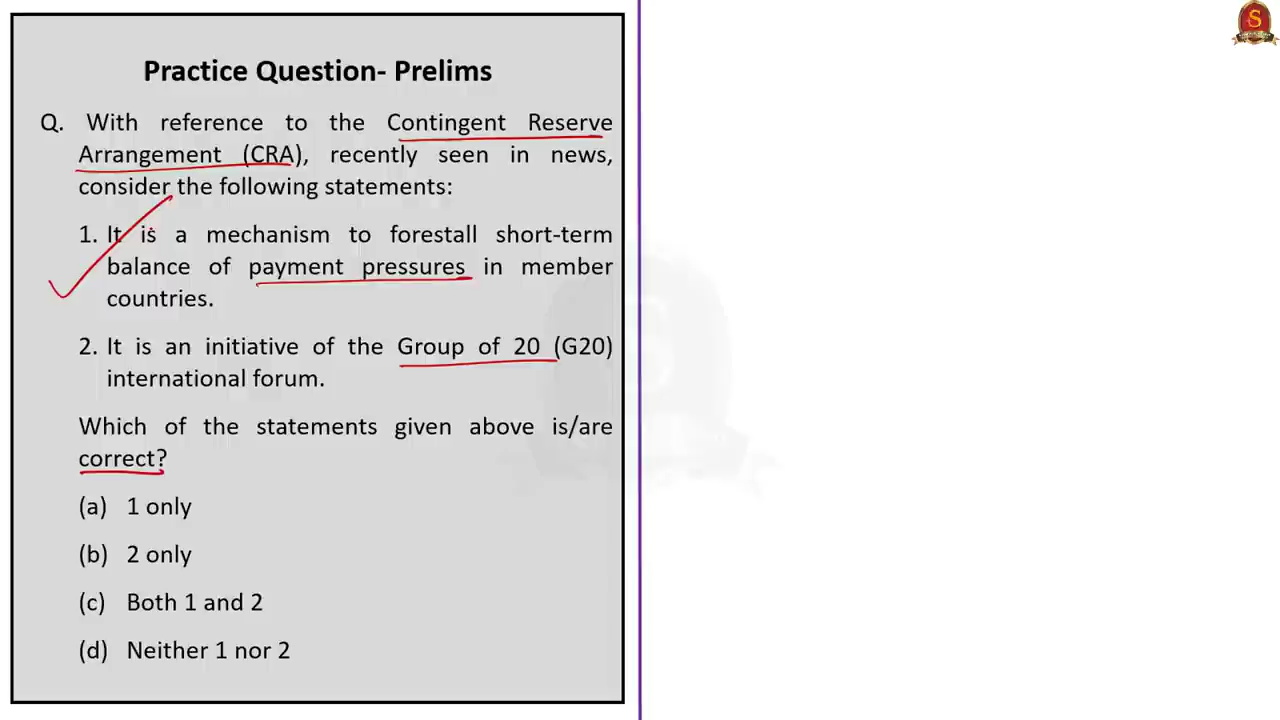 Practice Question- Prelims
Q. With reference to the Contingent Reserve
Arrangement (CRA), recently seen in news,
consider the following statements:
1. It is a mechanism to forestall short-term
balance of payment pressures in member
countries.
2. It is an initiative of the Group of 20 (G20)
international forum.
Which of the statements given above is/are
correct?
(a) 1 only
(b) 2 only
(c) Both 1 and 2
(d) Neither 1 nor 2
S